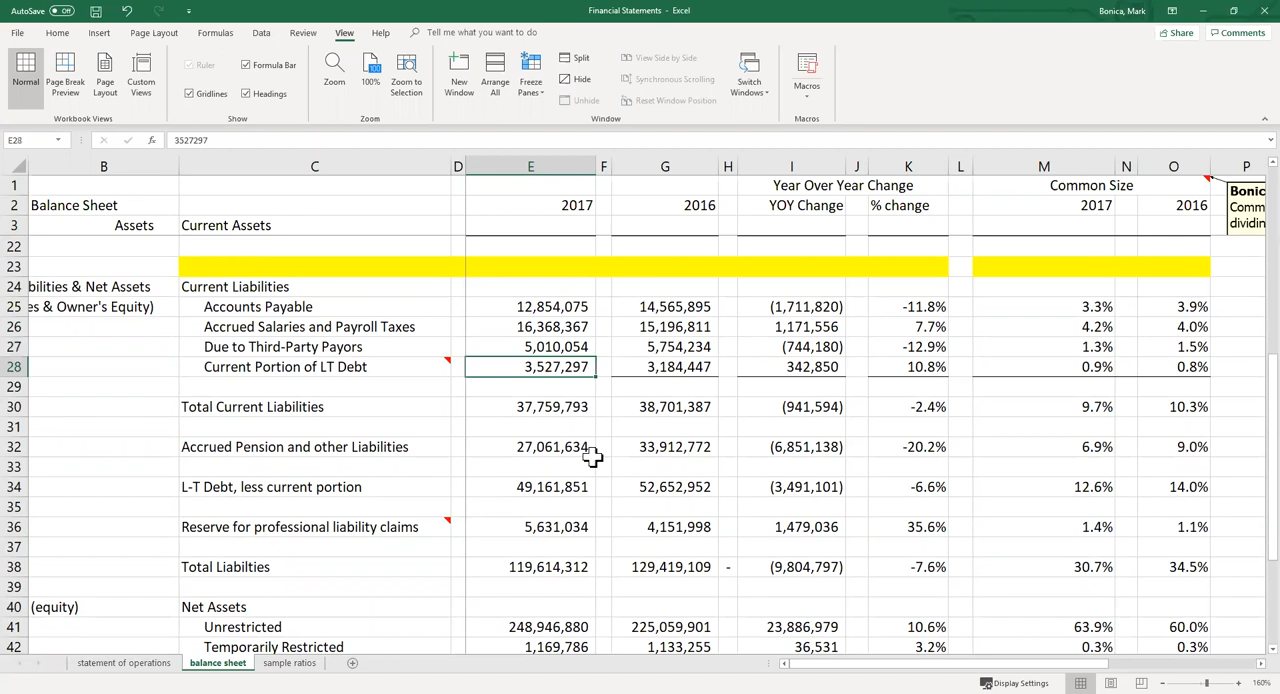 AutoSave Off Financial Statements - Excel Bonica, Mark
File Home Insert Page Layout Formulas Data Review View Help Tell me what you want to do Share Comments
Normal Page Break Preview Page Layout Custom Views Ruler Formula Bar Gridlines Headings Zoom 100% Zoom to Selection New Window Arrange All Freeze Panes Split Hide Unhide View Side by Side Synchronous Scrolling Reset Window Position Switch Windows Macros
Workbook Views Show Zoom Window Macros
E28 fx 3527297
B C D E F G H I J K L M N O P
1 Year Over Year Change Common Size Bonic
2 Balance Sheet 2017 2016 YOY Change % change 2017 2016 Comm
3 Assets Current Assets dividin
22
23
24 bilities & Net Assets Current Liabilities
25 es & Owner's Equity) Accounts Payable 12,854,075 14,565,895 (1,711,820) -11.8% 3.3% 3.9%
26 Accrued Salaries and Payroll Taxes 16,368,367 15,196,811 1,171,556 7.7% 4.2% 4.0%
27 Due to Third-Party Payors 5,010,054 5,754,234 (744,180) -12.9% 1.3% 1.5%
28 Current Portion of LT Debt 3,527,297 3,184,447 342,850 10.8% 0.9% 0.8%
29
30 Total Current Liabilities 37,759,793 38,701,387 (941,594) -2.4% 9.7% 10.3%
31
32 Accrued Pension and other Liabilities 27,061,634 33,912,772 (6,851,138) -20.2% 6.9% 9.0%
33
34 L-T Debt, less current portion 49,161,851 52,652,952 (3,491,101) -6.6% 12.6% 14.0%
35
36 Reserve for professional liability claims 5,631,034 4,151,998 1,479,036 35.6% 1.4% 1.1%
37
38 Total Liabilties 119,614,312 129,419,109 - (9,804,797) -7.6% 30.7% 34.5%
39
40 (equity) Net Assets
41 Unrestricted 248,946,880 225,059,901 23,886,979 10.6% 63.9% 60.0%
42 Temporarily Restricted 1,169,786 1,133,255 36,531 3.2% 0.3% 0.3%
statement of operations balance sheet sample ratios
Display Settings 160%